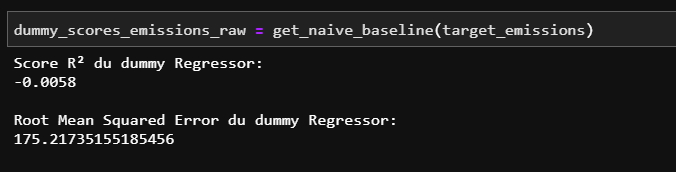 dummy_scores_emissions_raw = get_naive_baseline(target_emissions)
Score R² du dummy Regressor:
-0.0058
Root Mean Squared Error du dummy Regressor:
175.21735155185456